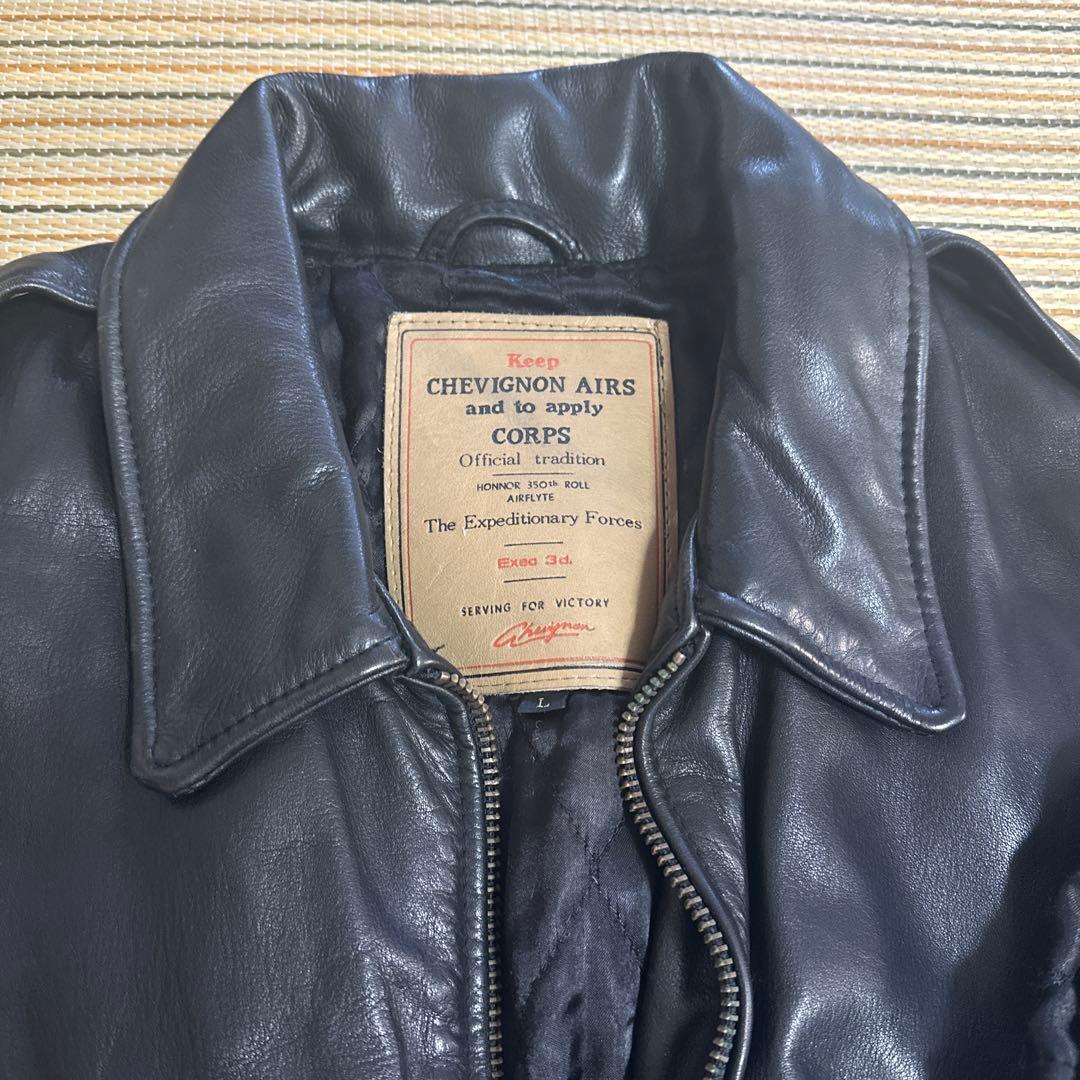 Keep
CHEVIGNON AIRS
and to apply
CORPS
Official tradition
HONNOR 350th ROLL
AIRFLYTE
The Expeditionary Forces
Exec 3d.
SERVING FOR VICTORY
Chevignon
L